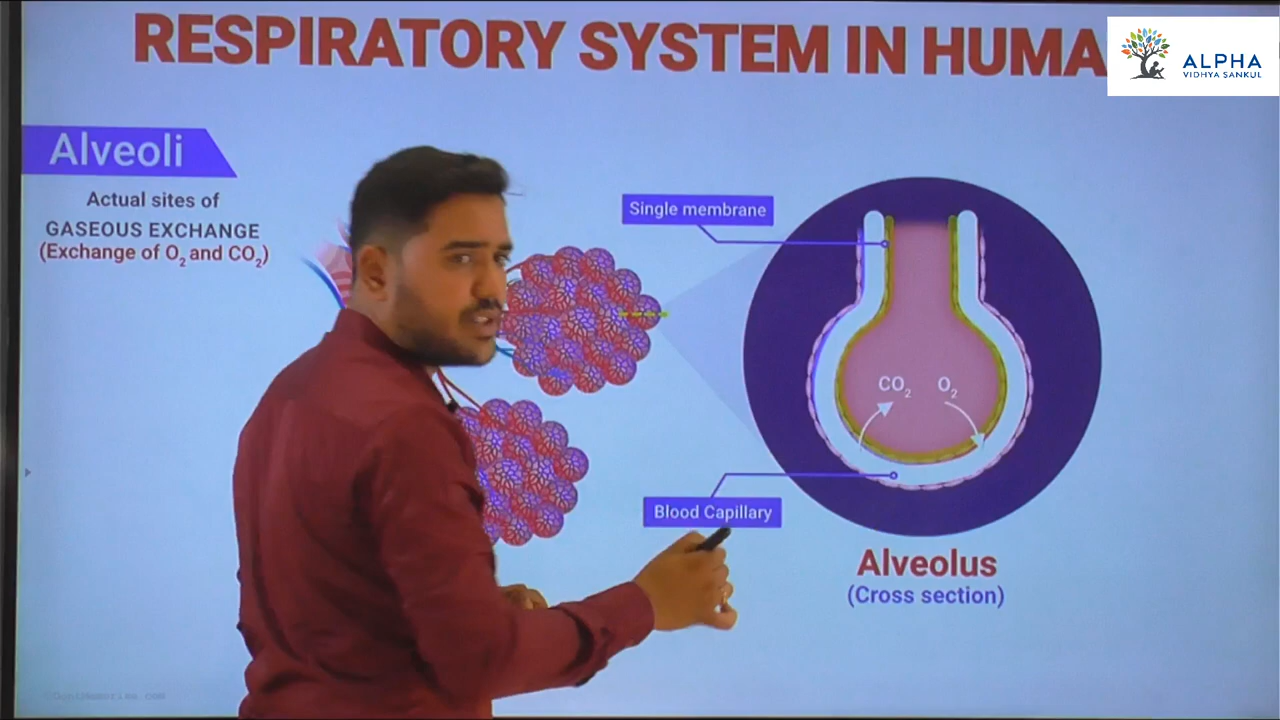 RESPIRATORY SYSTEM IN HUMA
ALPHA
VIDHYA SANKUL
Alveoli
Actual sites of
GASEOUS EXCHANGE
(Exchange of O₂ and CO₂)
Single membrane
CO₂ O₂
Blood Capillary
Alveolus
(Cross section)